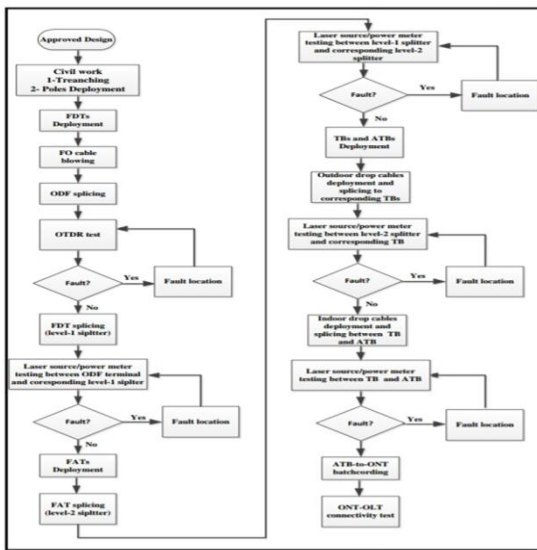 Approved Design
Civil work
1-Treanching
2- Poles Deployment
FDTs
Deployment
FO cable
blowing
ODF splicing
OTDR test
Fault?
Yes
Fault location
No
FDT splicing
(level-1 sipltter)
Laser source/power meter
testing between ODF terminal
and coresponding level-1 siplter
Fault?
Yes
Fault location
No
FATs
Deployment
FAT splicing
(level-2 sipltter)
Laser source/power meter
testing between level-1 splitter
and corresponding level-2
splitter
Fault?
Yes
Fault location
No
TBs and ATBs
Deployment
Outdoor drop cables
deployment and
splicing to
corresponding TBs
Laser source/power meter
testing between level-2 splitter
and corresponding TB
Fault?
Yes
Fault location
No
Indoor drop cables
deployment and
splicing between TB
and ATB
Laser source/power meter
testing between TB and ATB
Fault?
Yes
Fault location
No
ATB-to-ONT
batchcording
ONT-OLT
connectivity test